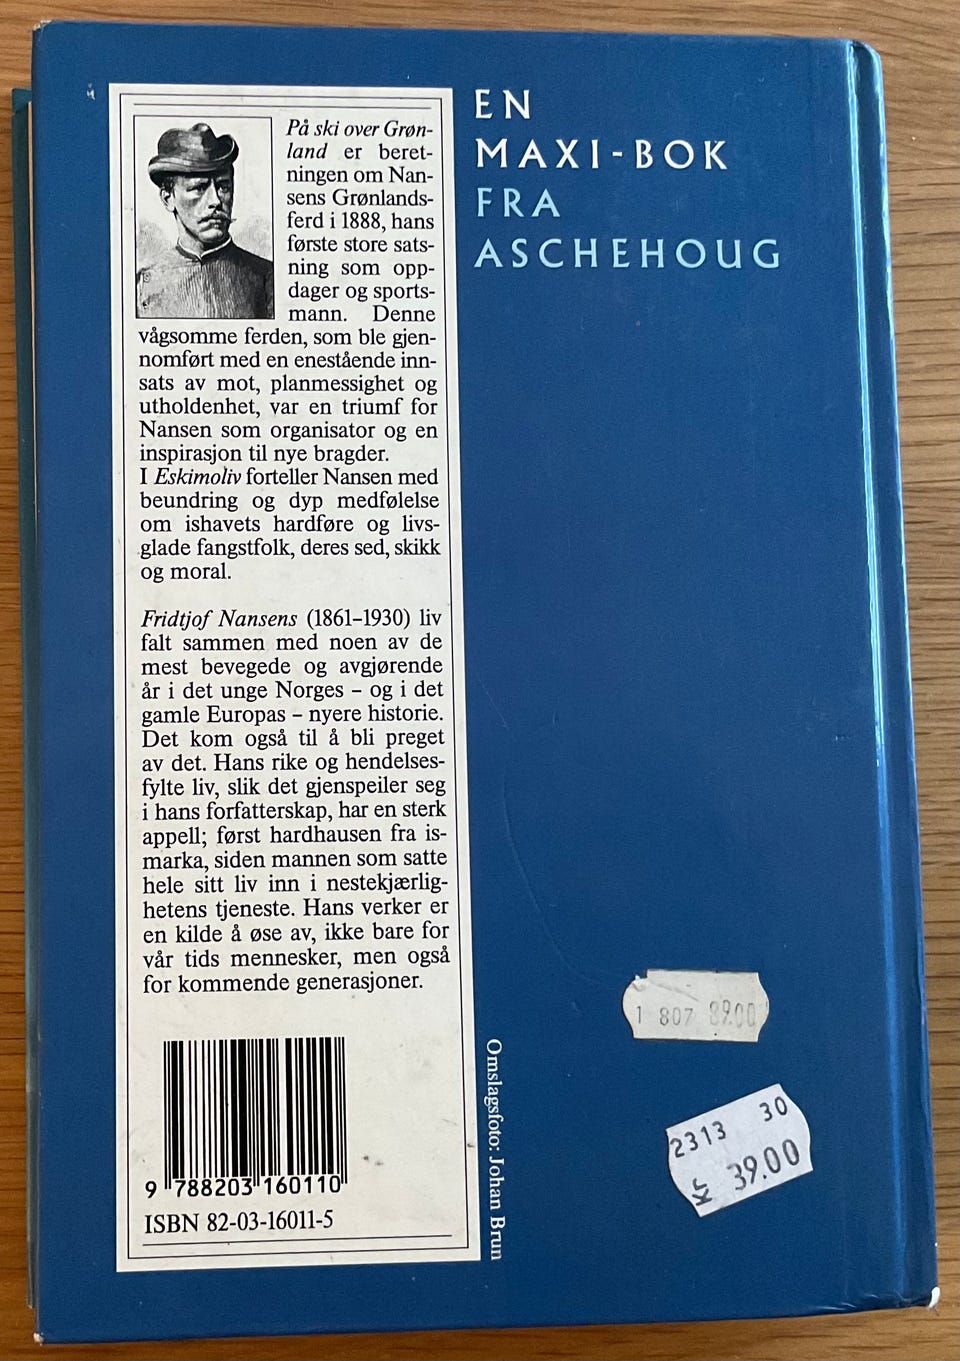 På ski over Grøn-
land er beret-
ningen om Nan-
sens Grønlands-
ferd i 1888, hans
første store sats-
ning som opp-
dager og sports-
mann. Denne
vågsomme ferden, som ble gjen-
nomført med en enestående inn-
sats av mot, planmessighet og
utholdenhet, var en triumf for
Nansen som organisator og en
inspirasjon til nye bragder.
I Eskimoliv forteller Nansen med
beundring og dyp medfølelse
om ishavets hardføre og livs-
glade fangstfolk, deres sed, skikk
og moral.
Fridtjof Nansens (1861–1930) liv
falt sammen med noen av de
mest bevegede og avgjørende
år i det unge Norges – og i det
gamle Europas – nyere historie.
Det kom også til å bli preget
av det. Hans rike og hendelses-
fylte liv, slik det gjenspeiler seg
i hans forfatterskap, har en sterk
appell; først hardhausen fra is-
marka, siden mannen som satte
hele sitt liv inn i nestekjærlig-
hetens tjeneste. Hans verker er
en kilde å øse av, ikke bare for
vår tids mennesker, men også
for kommende generasjoner.
9 788203 160110
ISBN 82-03-16011-5
EN
MAXI-BOK
FRA
ASCHEHOUG
Omslagsfoto: Johan Brun
1 807 89.00
2313 30
kr 39.00